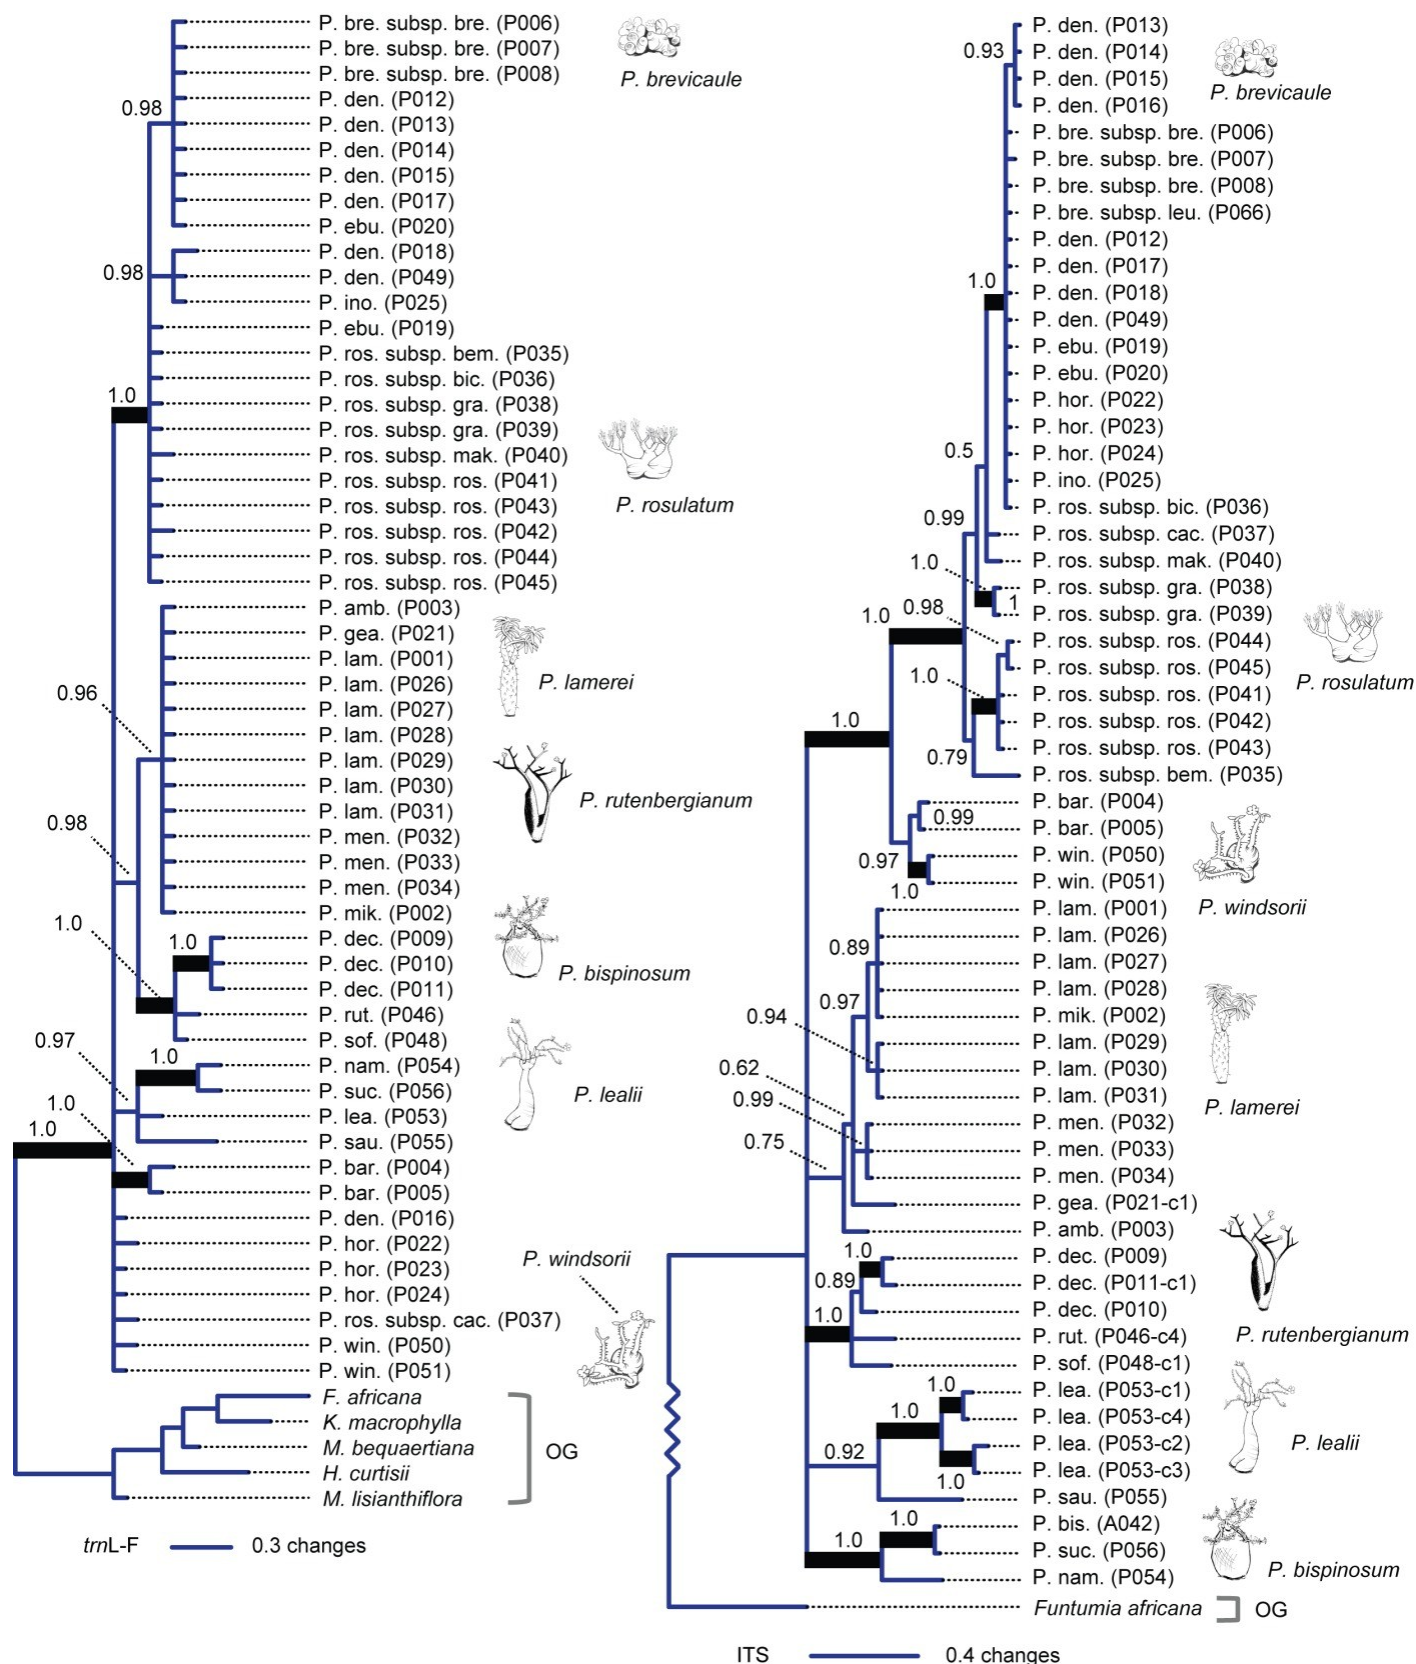 P. bre. subsp. bre. (P006)
P. bre. subsp. bre. (P007)
P. bre. subsp. bre. (P008)
P. brevicaule
P. den. (P012)
0.98
P. den. (P013)
P. den. (P014)
P. den. (P015)
P. den. (P017)
P. ebu. (P020)
P. den. (P018)
0.98
P. den. (P049)
P. ino. (P025)
P. ebu. (P019)
P. ros. subsp. bem. (P035)
P. ros. subsp. bic. (P036)
1.0
P. ros. subsp. gra. (P038)
P. ros. subsp. gra. (P039)
P. ros. subsp. mak. (P040)
P. ros. subsp. ros. (P041)
P. ros. subsp. ros. (P043)
P. rosulatum
P. ros. subsp. ros. (P042)
P. ros. subsp. ros. (P044)
P. ros. subsp. ros. (P045)
P. amb. (P003)
P. gea. (P021)
P. lam. (P001)
P. lam. (P026)
P. lamerei
0.96
P. lam. (P027)
P. lam. (P028)
P. lam. (P029)
P. lam. (P030)
P. rutenbergianum
P. lam. (P031)
0.98
P. men. (P032)
P. men. (P033)
P. men. (P034)
P. mik. (P002)
1.0
1.0
P. dec. (P009)
P. dec. (P010)
P. bispinosum
P. dec. (P011)
P. rut. (P046)
P. sof. (P048)
0.97
1.0
P. nam. (P054)
P. suc. (P056)
P. lealii
1.0
P. lea. (P053)
1.0
P. sau. (P055)
P. bar. (P004)
P. bar. (P005)
P. den. (P016)
P. hor. (P022)
P. windsorii
P. hor. (P023)
P. hor. (P024)
P. ros. subsp. cac. (P037)
P. win. (P050)
P. win. (P051)
F. africana
K. macrophylla
M. bequaertiana
OG
H. curtisii
M. lisianthiflora
trnL-F
0.3 changes
P. den. (P013)
0.93
P. den. (P014)
P. den. (P015)
P. brevicaule
P. den. (P016)
P. bre. subsp. bre. (P006)
P. bre. subsp. bre. (P007)
P. bre. subsp. bre. (P008)
P. bre. subsp. leu. (P066)
P. den. (P012)
P. den. (P017)
1.0
P. den. (P018)
P. den. (P049)
P. ebu. (P019)
P. ebu. (P020)
P. hor. (P022)
P. hor. (P023)
0.5
P. hor. (P024)
P. ino. (P025)
P. ros. subsp. bic. (P036)
0.99
P. ros. subsp. cac. (P037)
1.0
P. ros. subsp. mak. (P040)
P. ros. subsp. gra. (P038)
1
1.0
0.98
P. ros. subsp. gra. (P039)
P. ros. subsp. ros. (P044)
P. ros. subsp. ros. (P045)
1.0
P. rosulatum
P. ros. subsp. ros. (P041)
1.0
P. ros. subsp. ros. (P042)
P. ros. subsp. ros. (P043)
0.79
P. ros. subsp. bem. (P035)
P. bar. (P004)
0.99
P. bar. (P005)
0.97
P. win. (P050)
P. win. (P051)
1.0
P. windsorii
P. lam. (P001)
P. lam. (P026)
0.89
P. lam. (P027)
P. lam. (P028)
0.97
P. mik. (P002)
0.94
P. lam. (P029)
P. lam. (P030)
0.62
P. lam. (P031)
0.99
P. lamerei
P. men. (P032)
0.75
P. men. (P033)
P. men. (P034)
P. gea. (P021-c1)
P. amb. (P003)
1.0
P. dec. (P009)
0.89
P. dec. (P011-c1)
P. dec. (P010)
1.0
P. rut. (P046-c4)
P. rutenbergianum
P. sof. (P048-c1)
1.0
P. lea. (P053-c1)
1.0
P. lea. (P053-c4)
P. lea. (P053-c2)
P. lealii
0.92
P. lea. (P053-c3)
1.0
P. sau. (P055)
1.0
P. bis. (A042)
1.0
P. suc. (P056)
P. bispinosum
P. nam. (P054)
Funtumia africana
OG
ITS
0.4 changes